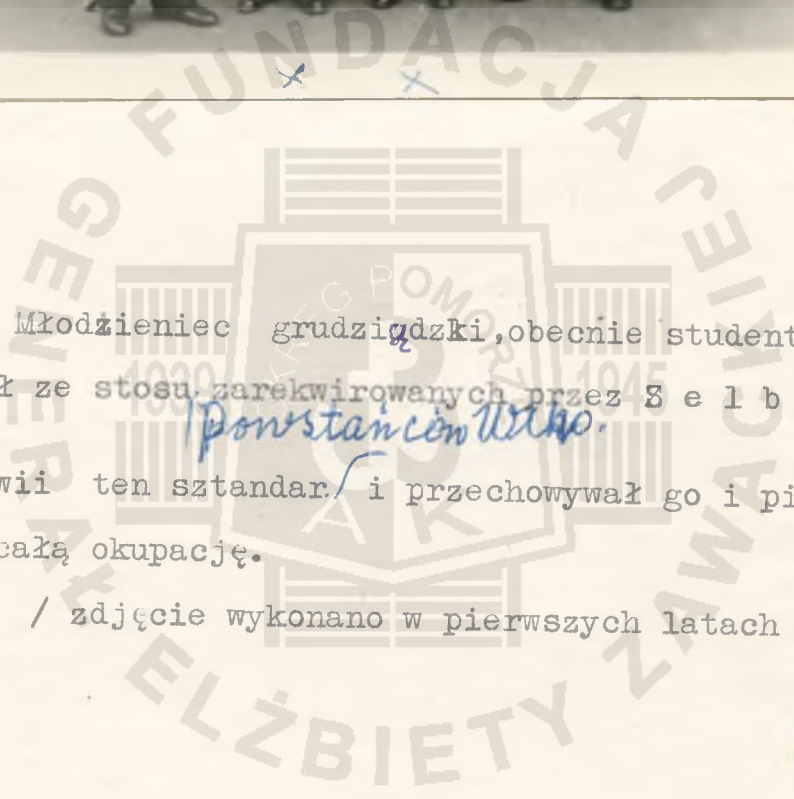 Młodzieniec grudziądzki,obecnie student
ł ze stosu zarekwirowanych przez S e l b
Powstańców Wlkp.
wii ten sztandar. i przechowywał go i pi
całą okupację.
/ zdjęcie wykonano w pierwszych latach
FUNDACJA GENERAŁ ELŻBIETY ZAWACKIEJ
OKRĘG POMORZE
1939 1945
AK